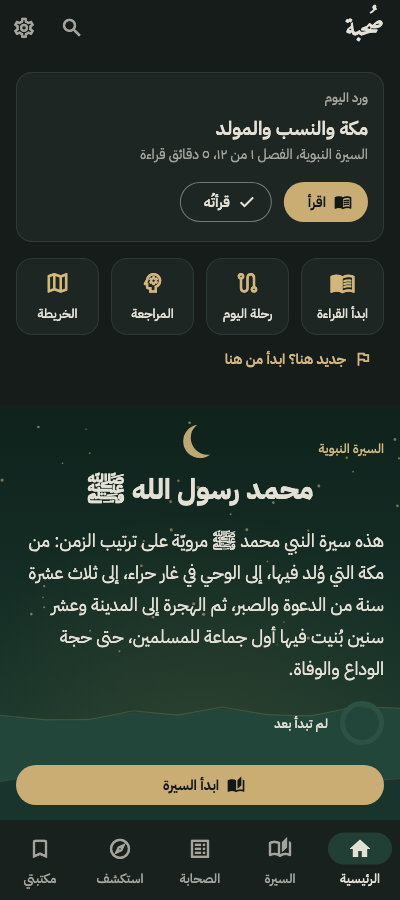 صُحبة
ورد اليوم
مكة والنسب والمولد
السيرة النبوية، الفصل ١ من ١٢، ٥ دقائق قراءة
اقرأ
قرأتُه
ابدأ القراءة
رحلة اليوم
المراجعة
الخريطة
جديد هنا؟ ابدأ من هنا
السيرة النبوية
محمد رسول الله ﷺ
هذه سيرة النبي محمد ﷺ مرويّة على ترتيب الزمن: من
مكة التي وُلد فيها، إلى الوحي في غار حراء، إلى ثلاث عشرة
سنة من الدعوة والصبر، ثم الهجرة إلى المدينة وعشر
سنين بُنيت فيها أول جماعة للمسلمين، حتى حجة
الوداع والوفاة.
لم تبدأ بعد
ابدأ السيرة
الرئيسية
السيرة
الصحابة
استكشف
مكتبتي